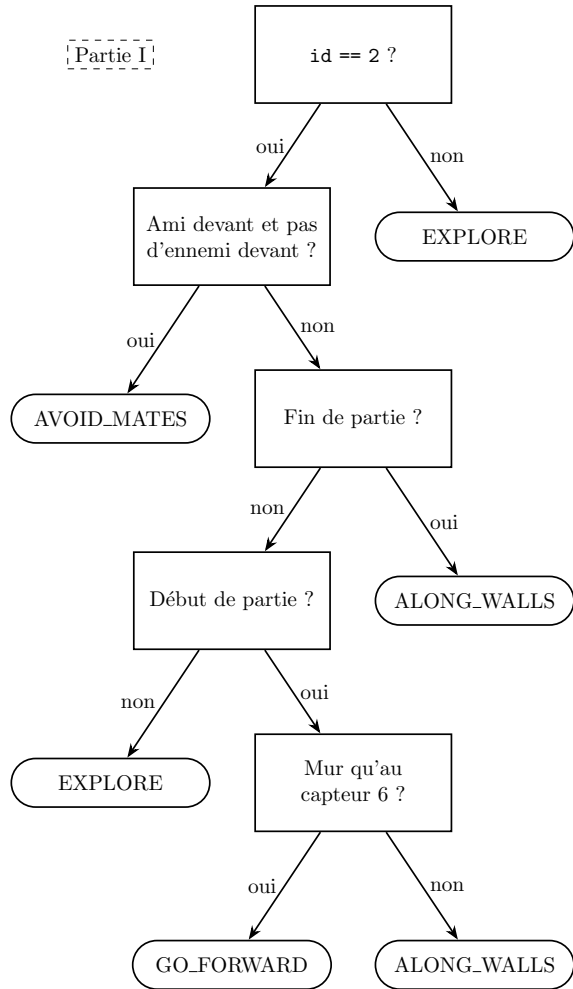 Partie I
id == 2 ?
oui
non
Ami devant et pas
d'ennemi devant ?
EXPLORE
oui
non
AVOID_MATES
Fin de partie ?
non
oui
Début de partie ?
ALONG_WALLS
non
oui
EXPLORE
Mur qu'au
capteur 6 ?
oui
non
GO_FORWARD
ALONG_WALLS